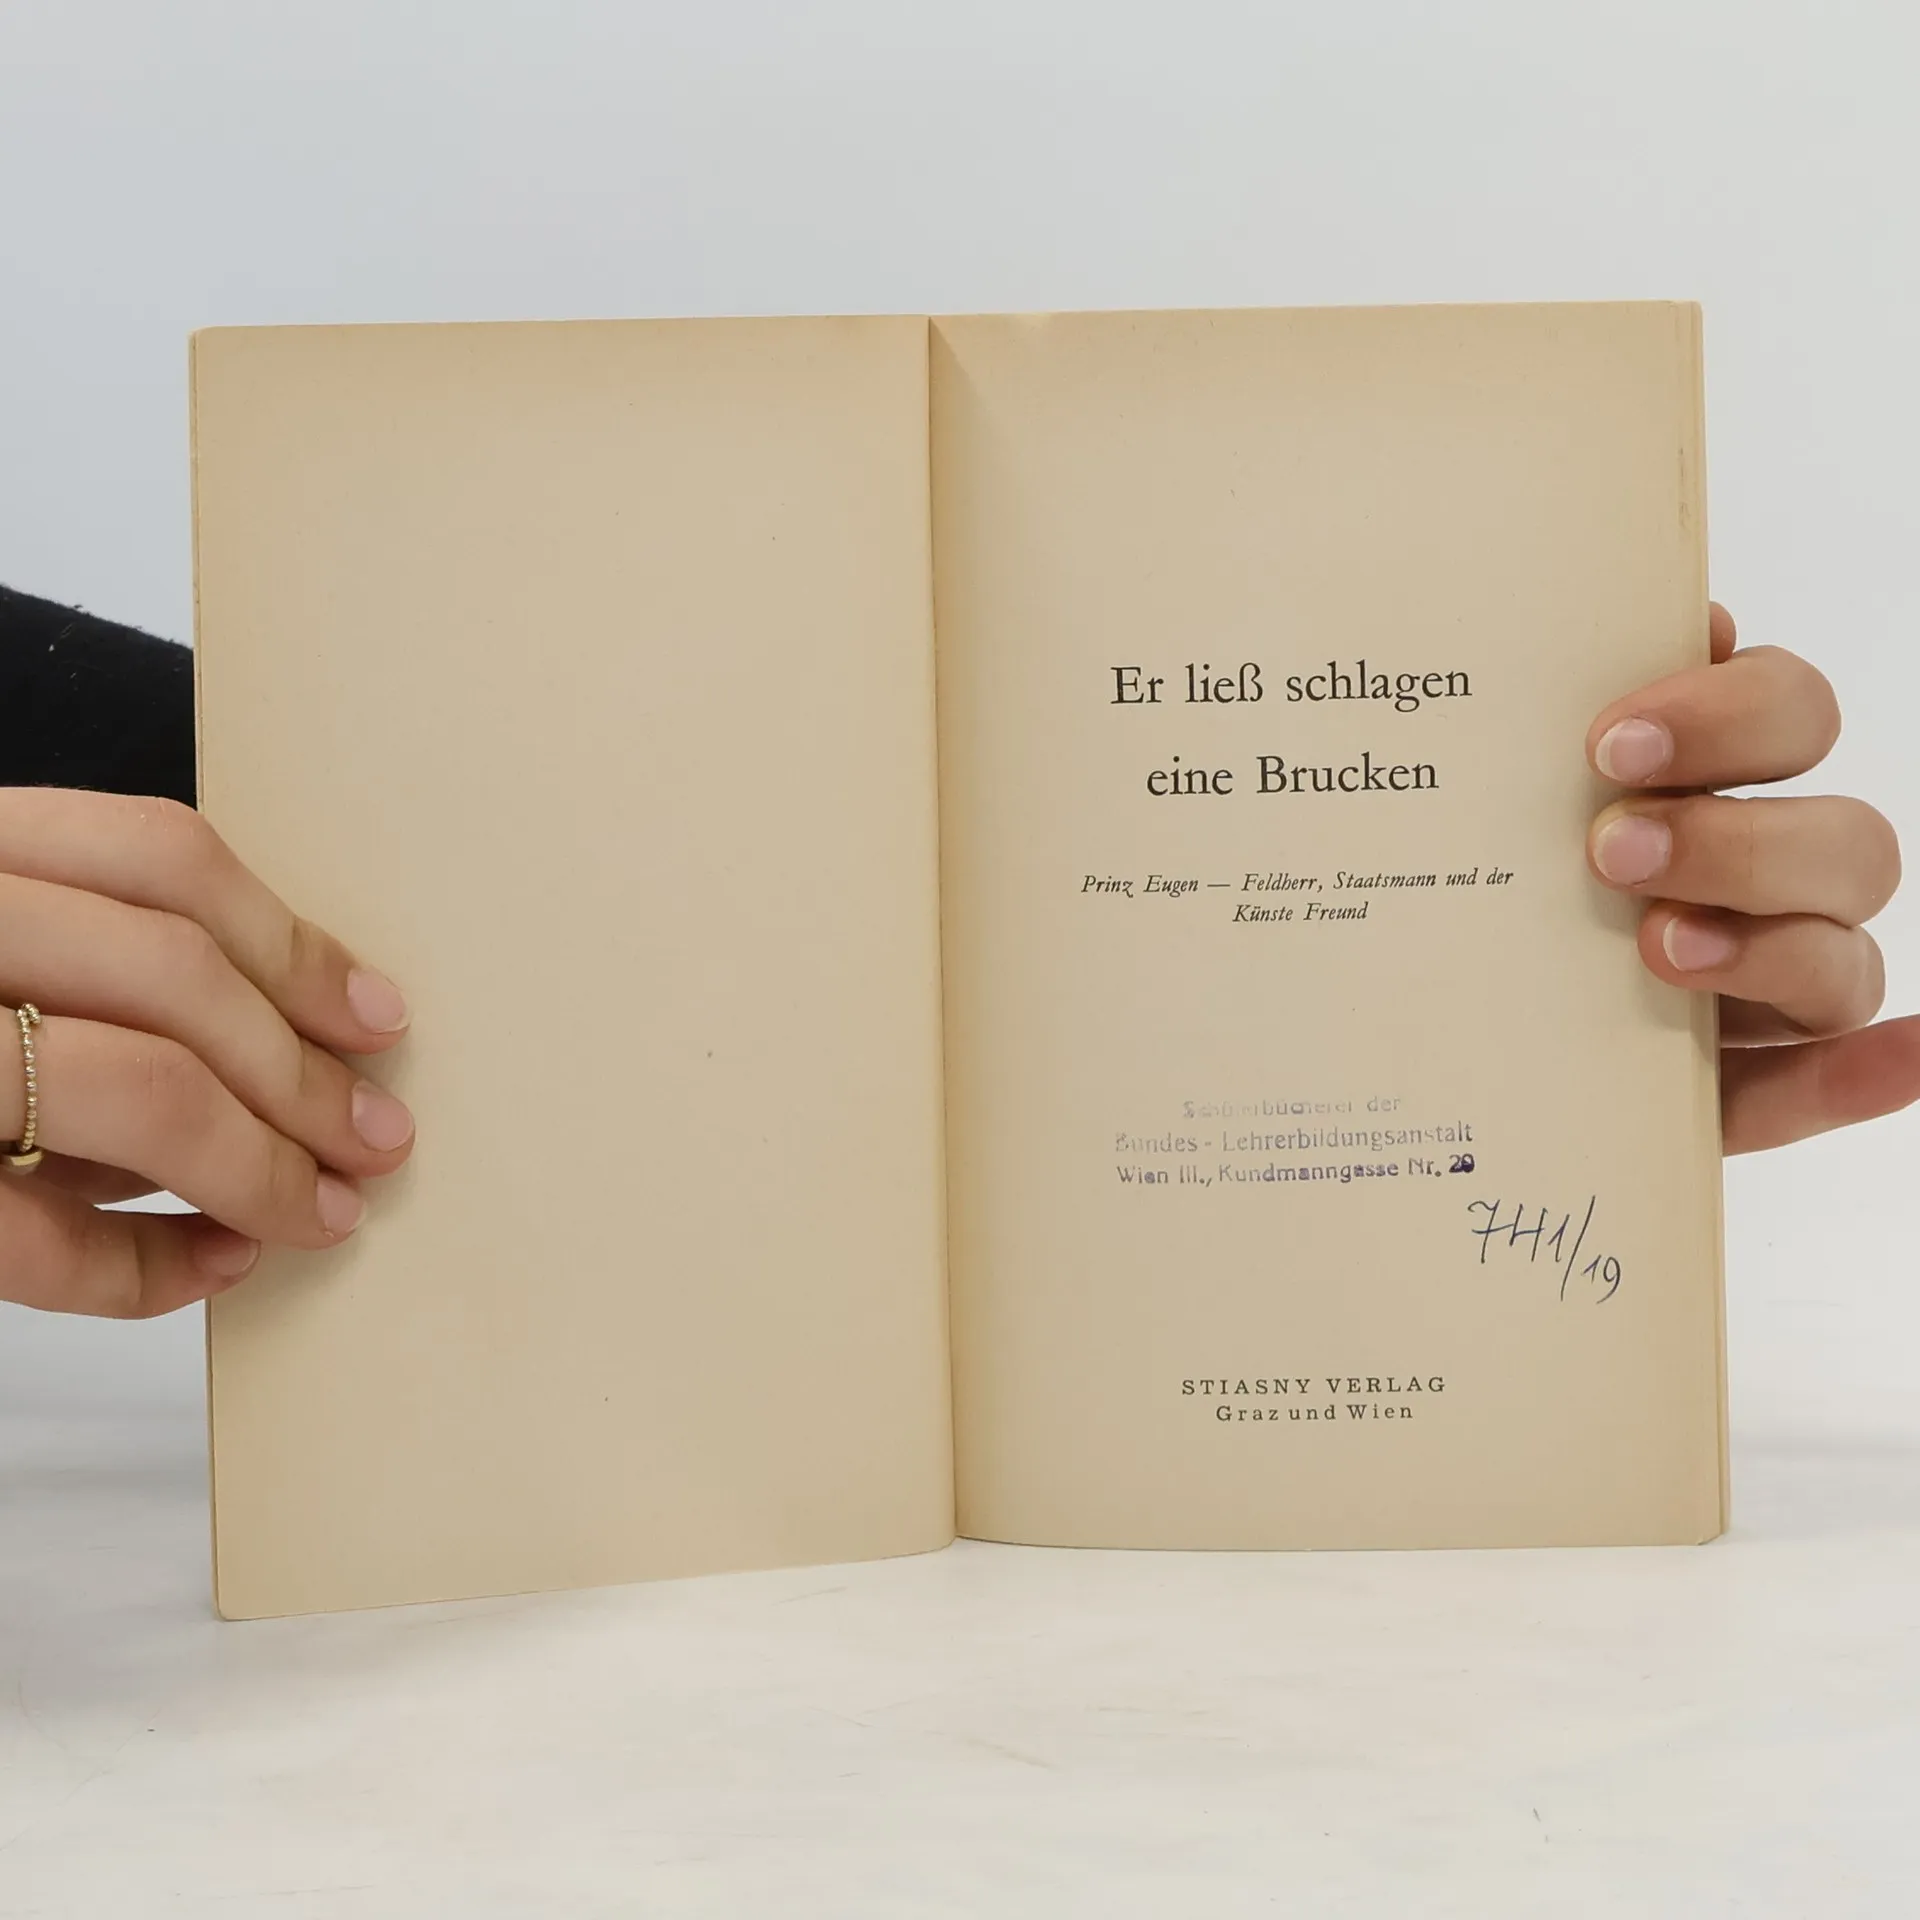 Er ließ schlagen
eine Brucken
Prinz Eugen — Feldherr, Staatsmann und der
Künste Freund
Schülerbücherei der
Bundes - Lehrerbildungsanstalt
Wien III., Kundmanngasse Nr. 20
741/19
STIASNY VERLAG
Graz und Wien